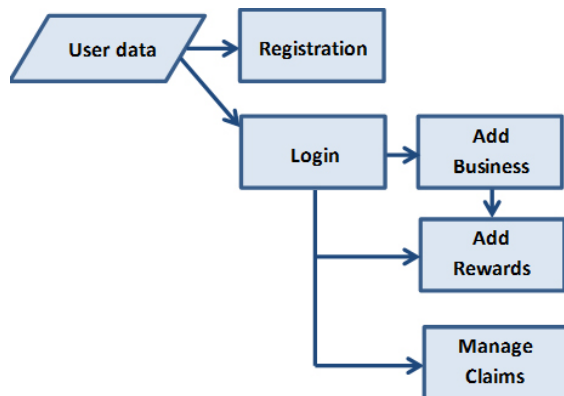 User data
Registration
Login
Add
Business
Add
Rewards
Manage
Claims